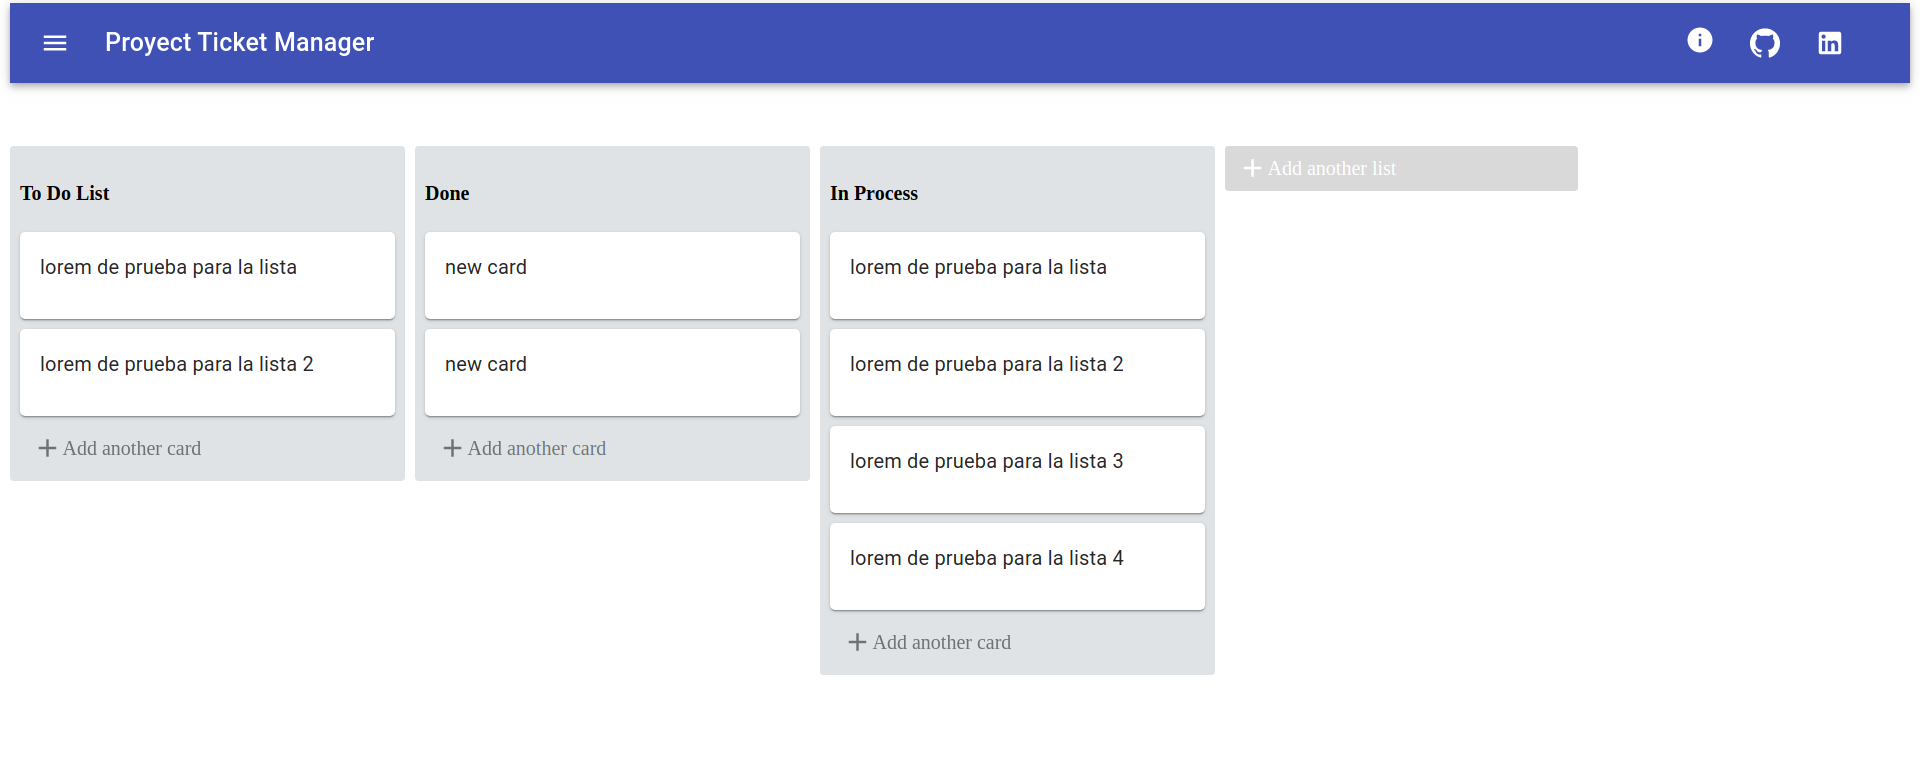 Proyect Ticket Manager
To Do List
lorem de prueba para la lista
lorem de prueba para la lista 2
Add another card
Done
new card
new card
Add another card
In Process
lorem de prueba para la lista
lorem de prueba para la lista 2
lorem de prueba para la lista 3
lorem de prueba para la lista 4
Add another card
Add another list